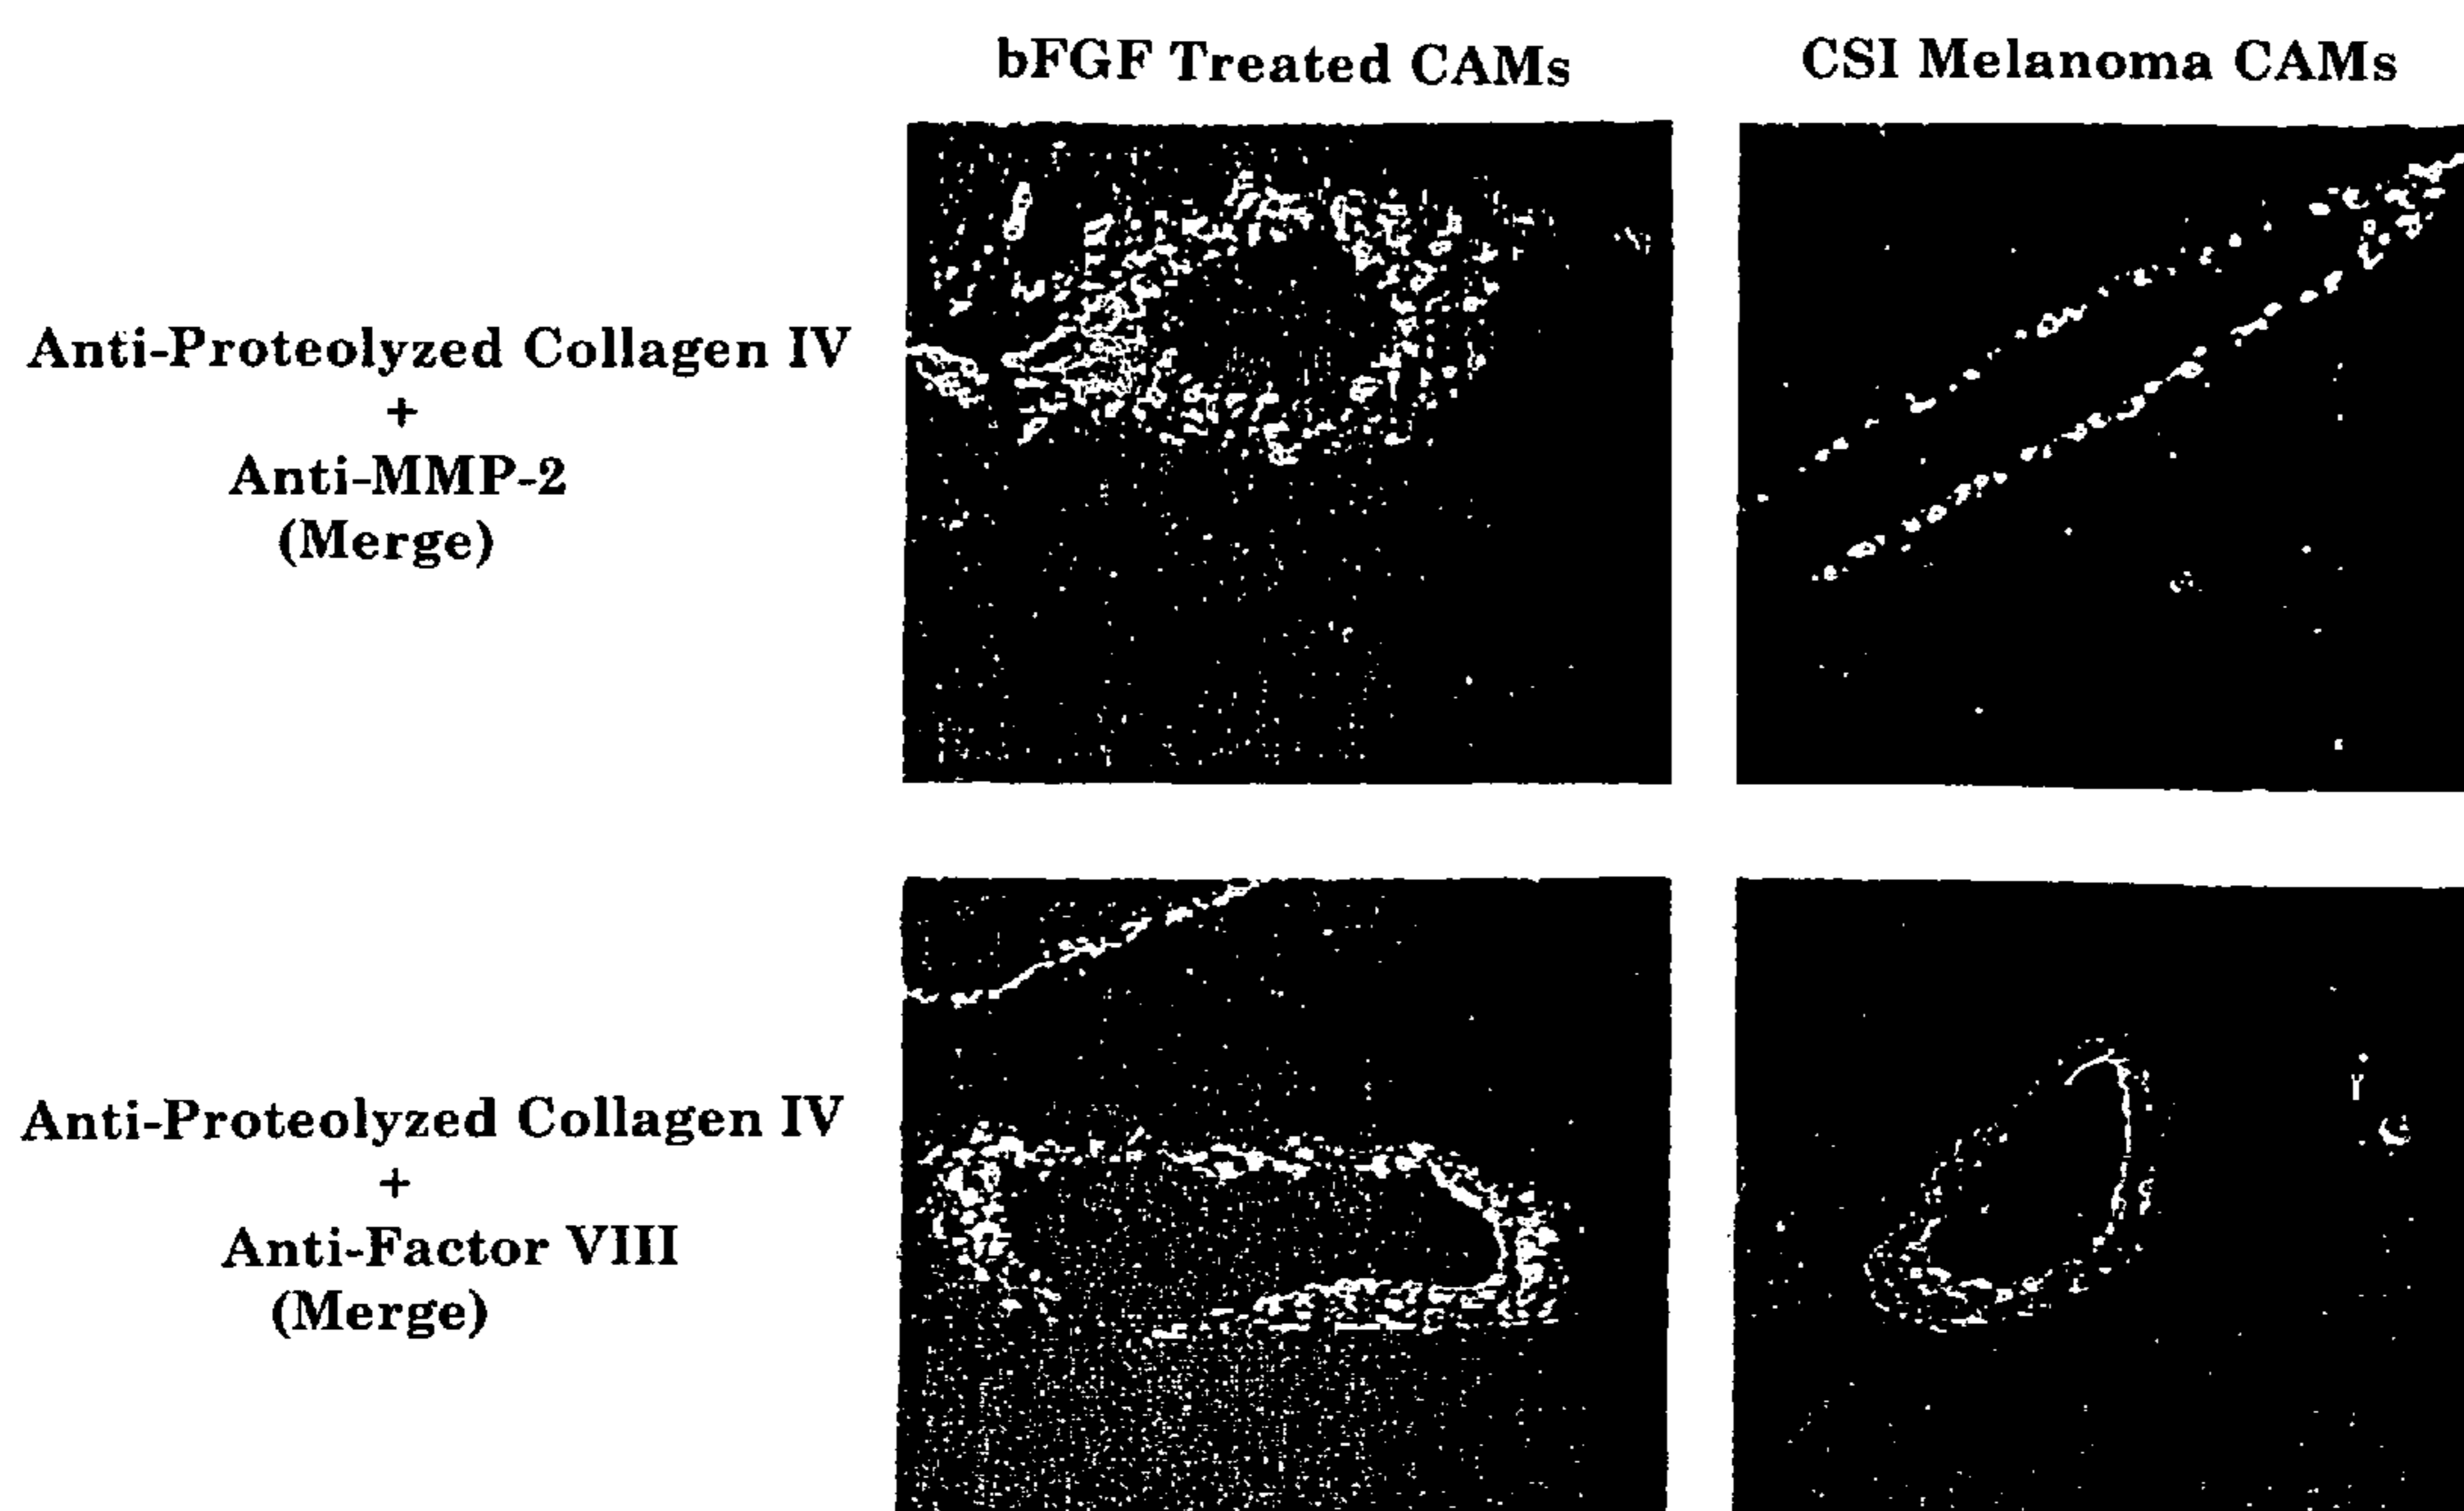 bFGF Treated CAMs
CSI Melanoma CAMs
Anti-Proteolyzed Collagen IV
+
Anti-MMP-2
(Merge)
Anti-Proteolyzed Collagen IV
+
Anti-Factor VIII
(Merge)